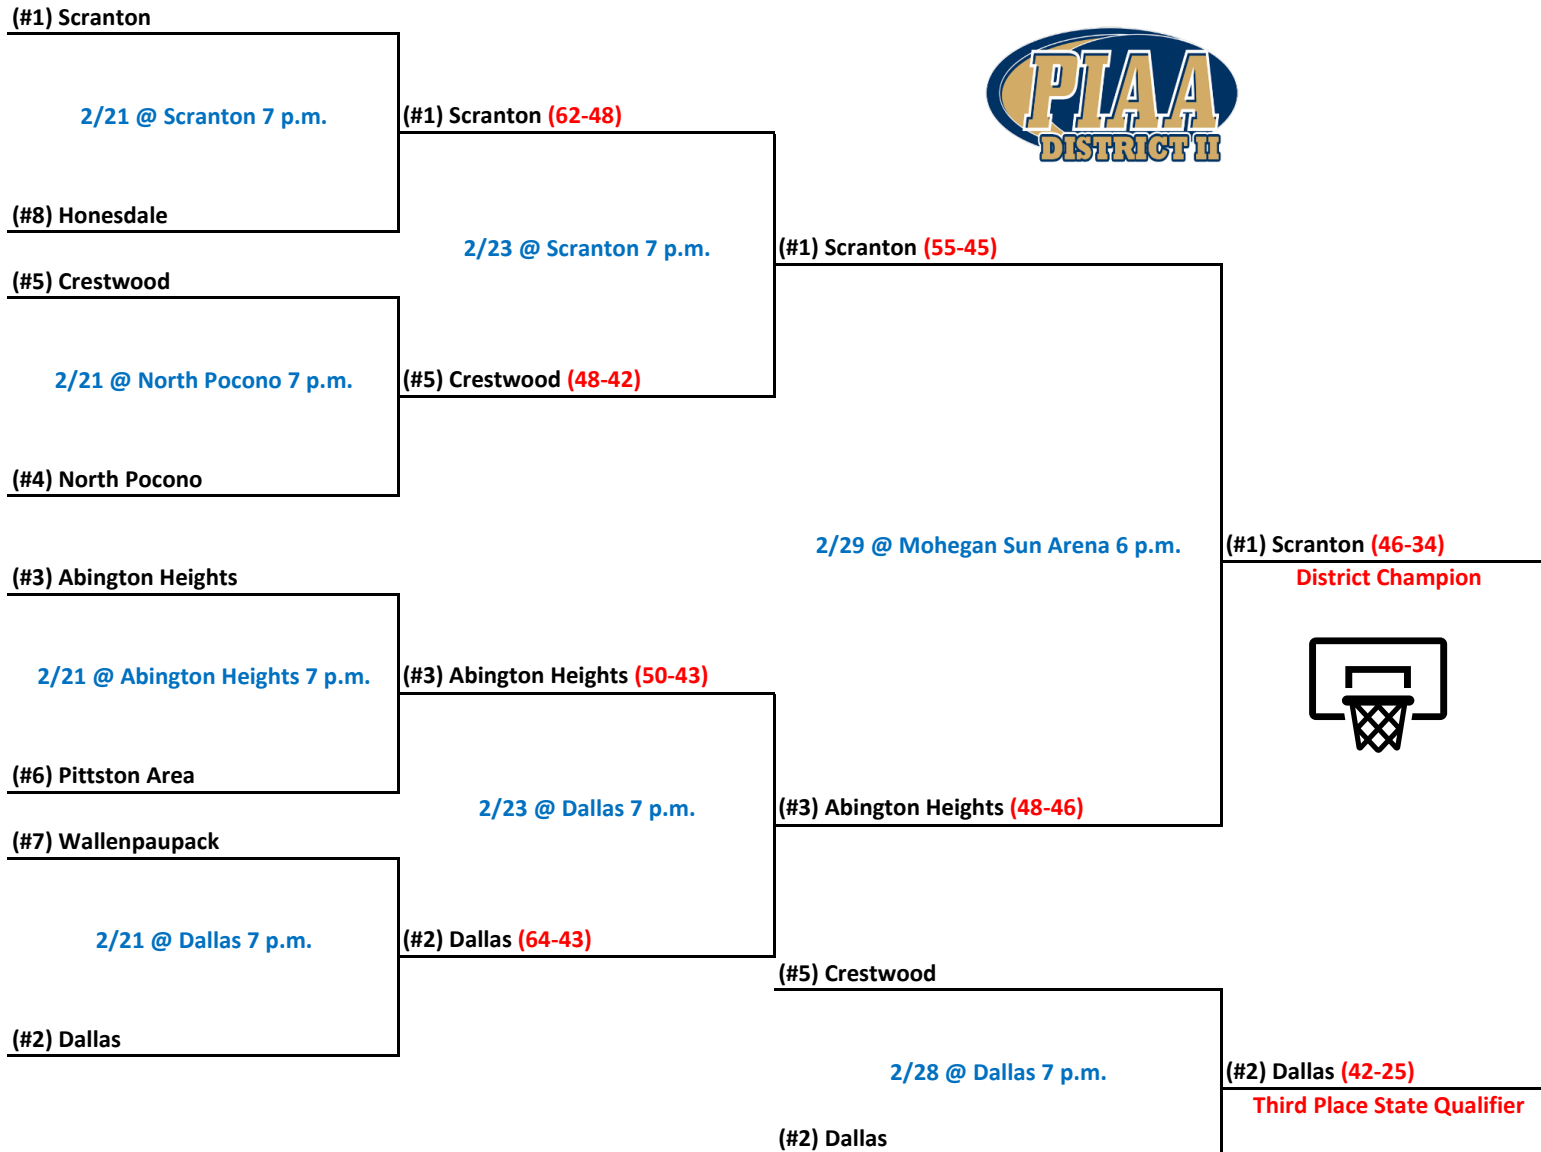 (#1) Scranton
PIAA
DISTRICT II
2/21 @ Scranton 7 p.m.
(#1) Scranton (62-48)
(#8) Honesdale
2/23 @ Scranton 7 p.m.
(#1) Scranton (55-45)
(#5) Crestwood
2/21 @ North Pocono 7 p.m.
(#5) Crestwood (48-42)
(#4) North Pocono
2/29 @ Mohegan Sun Arena 6 p.m.
(#1) Scranton (46-34)
District Champion
(#3) Abington Heights
2/21 @ Abington Heights 7 p.m.
(#3) Abington Heights (50-43)
(#6) Pittston Area
2/23 @ Dallas 7 p.m.
(#3) Abington Heights (48-46)
(#7) Wallenpaupack
2/21 @ Dallas 7 p.m.
(#2) Dallas (64-43)
(#2) Dallas
(#5) Crestwood
2/28 @ Dallas 7 p.m.
(#2) Dallas (42-25)
Third Place State Qualifier
(#2) Dallas